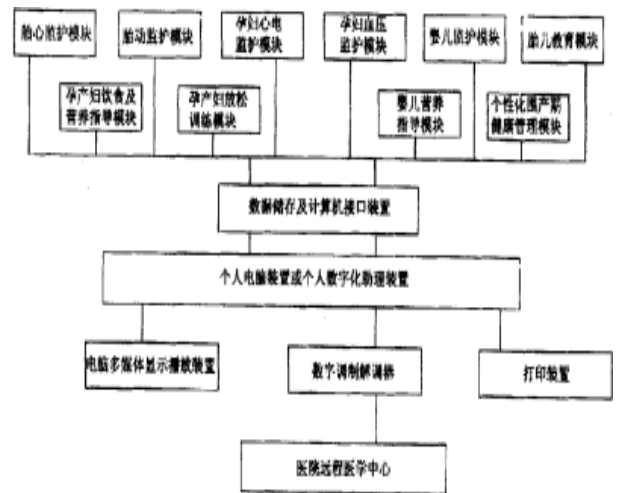 胎心监护模块
胎动监护模块
孕妇心电
监护模块
孕妇血压
监护模块
婴儿监护模块
胎儿教育模块
孕产妇饮食及
营养指导模块
孕产妇放松
训练模块
婴儿营养
指导模块
个性化围产期
健康管理模块
数据储存及计算机接口装置
个人电脑装置或个人数字化助理装置
电脑多媒体显示播放装置
数字调制解调器
打印装置
医院远程医学中心